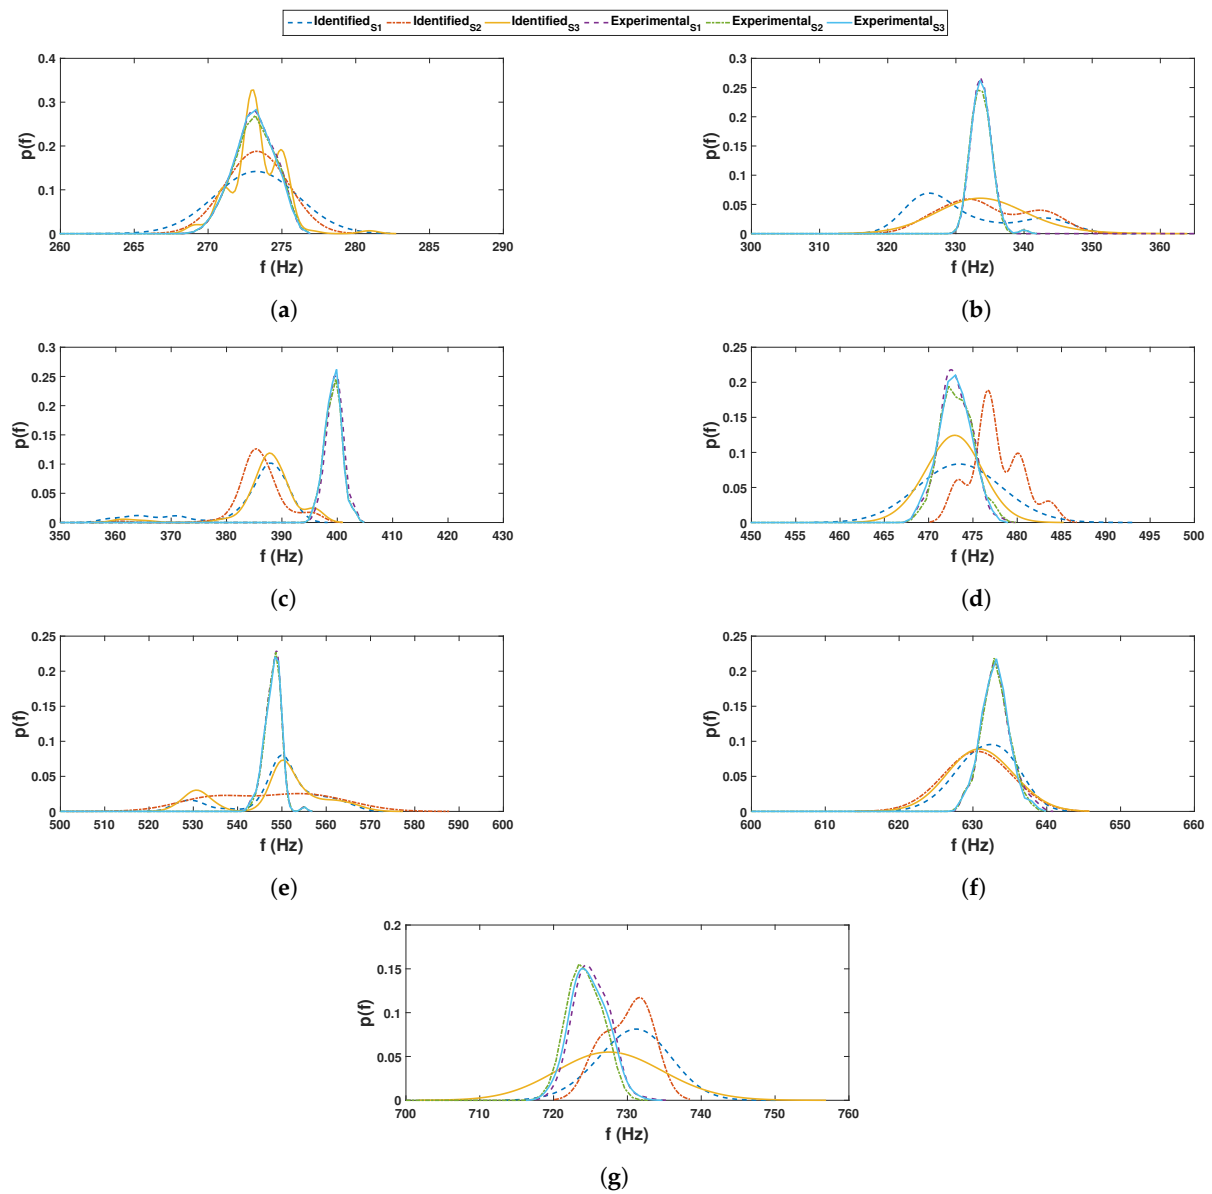 Identified_S1 Identified_S2 Identified_S3 Experimental_S1 Experimental_S2 Experimental_S3
p(f)
0.4
0.3
0.2
0.1
0
260 265 270 275 280 285 290
f (Hz)
(a)
p(f)
0.3
0.25
0.2
0.15
0.1
0.05
0
300 310 320 330 340 350 360
f (Hz)
(b)
p(f)
0.3
0.25
0.2
0.15
0.1
0.05
0
350 360 370 380 390 400 410 420 430
f (Hz)
(c)
p(f)
0.25
0.2
0.15
0.1
0.05
0
450 455 460 465 470 475 480 485 490 495 500
f (Hz)
(d)
p(f)
0.25
0.2
0.15
0.1
0.05
0
500 510 520 530 540 550 560 570 580 590 600
f (Hz)
(e)
p(f)
0.25
0.2
0.15
0.1
0.05
0
600 610 620 630 640 650 660
f (Hz)
(f)
p(f)
0.2
0.15
0.1
0.05
0
700 710 720 730 740 750 760
f (Hz)
(g)